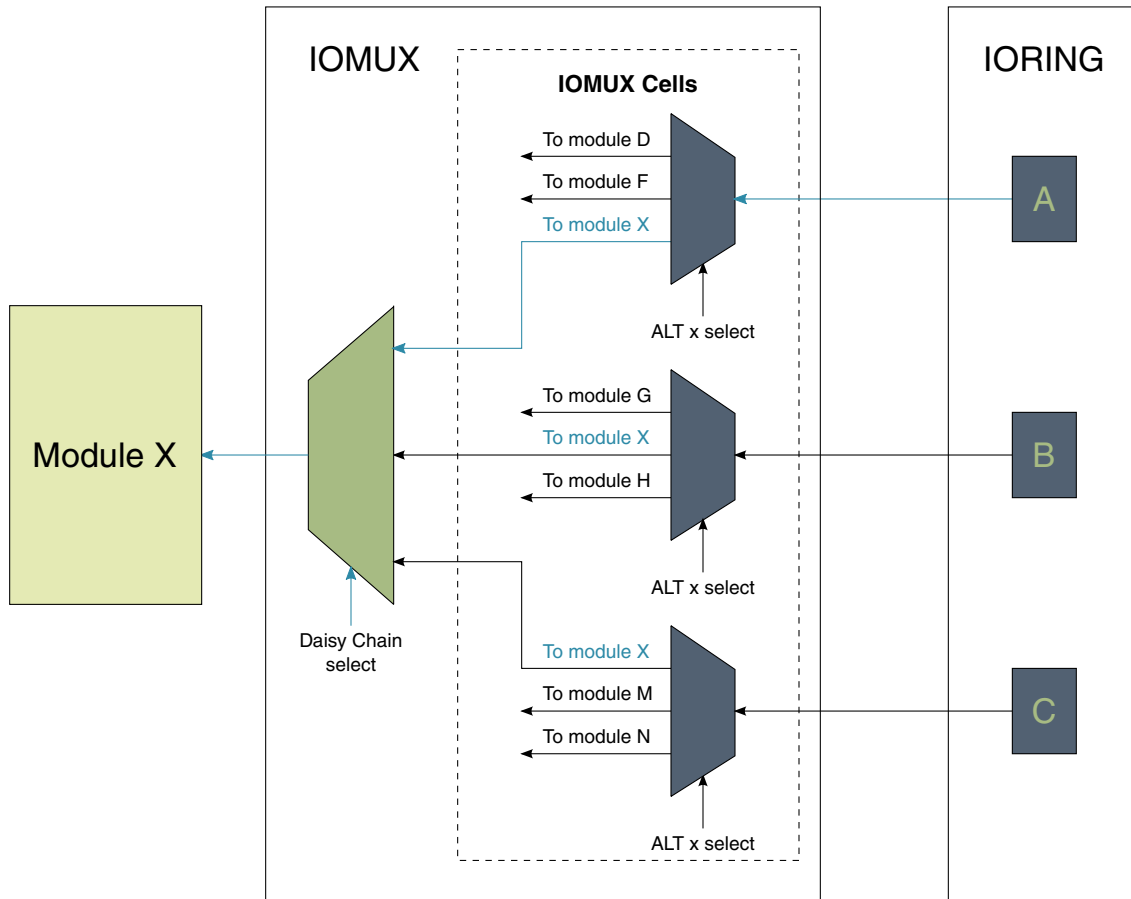 IOMUX
IORING
IOMUX Cells
To module D
To module F
To module X
A
ALT x select
To module G
To module X
To module H
B
Module X
ALT x select
Daisy Chain
select
To module X
To module M
To module N
C
ALT x select